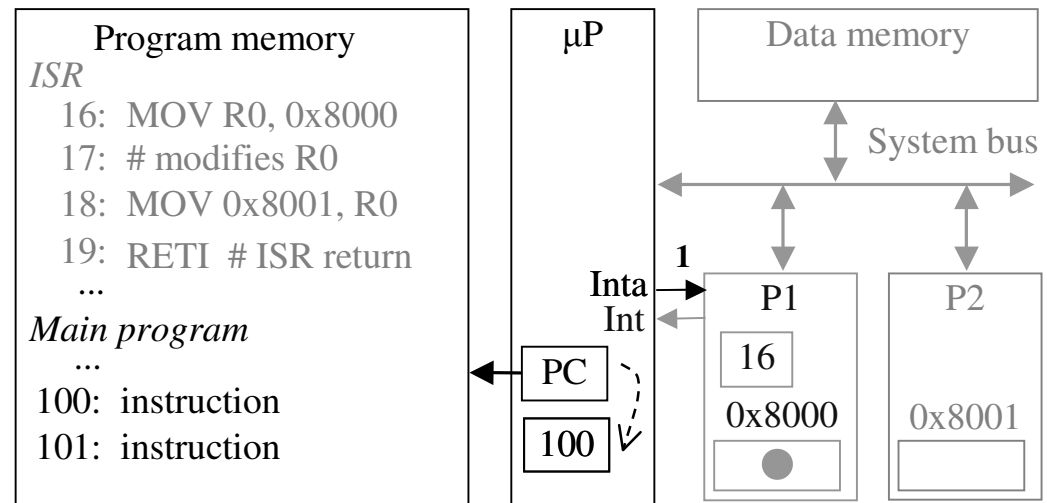 Program memory
ISR
16: MOV R0, 0x8000
17: # modifies R0
18: MOV 0x8001, R0
19: RETI # ISR return
...
Main program
...
100: instruction
101: instruction
μP
Inta
Int
PC
100
1
Data memory
System bus
P1
16
0x8000
P2
0x8001